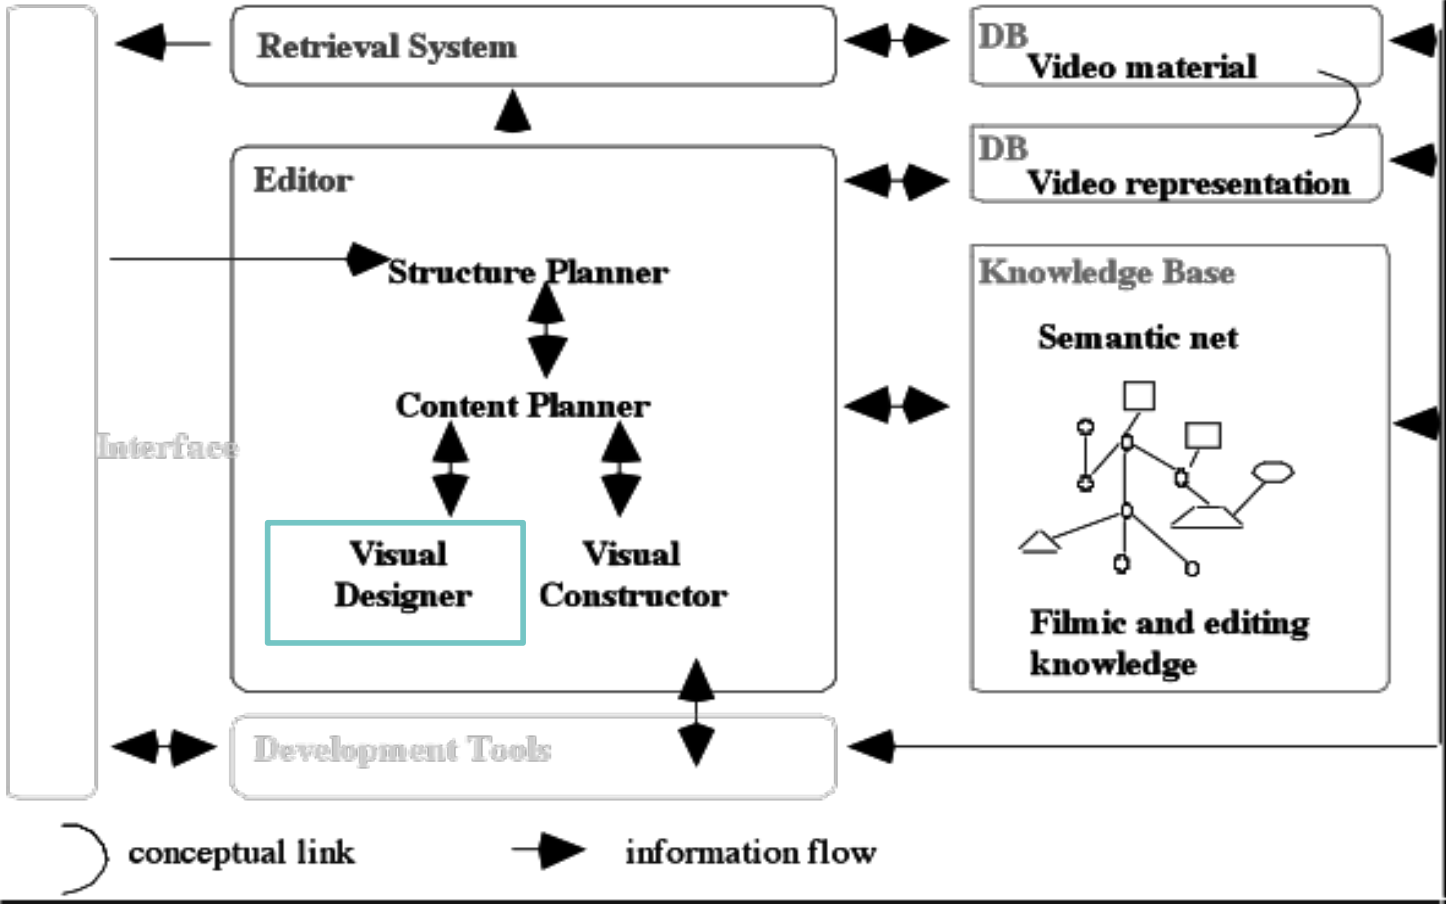 Retrieval System
DB
Video material
DB
Video representation
Editor
Structure Planner
Content Planner
Visual
Designer
Visual
Constructor
Interface
Knowledge Base
Semantic net
Filmic and editing
knowledge
Development Tools
conceptual link
information flow